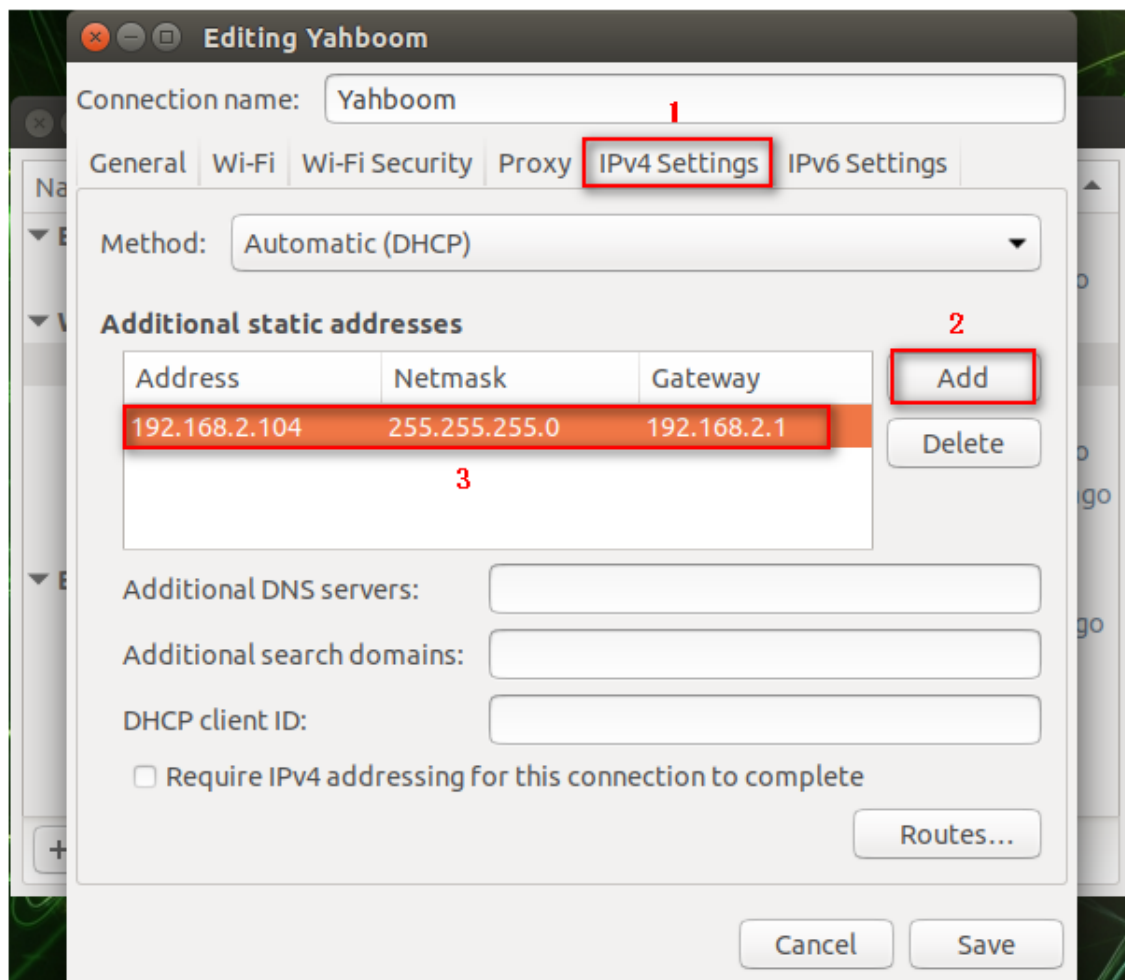 Editing Yahboom
Connection name: Yahboom
1
General Wi-Fi Wi-Fi Security Proxy IPv4 Settings IPv6 Settings
Na
Method: Automatic (DHCP)
Additional static addresses
2
Address Netmask Gateway Add
192.168.2.104 255.255.255.0 192.168.2.1
Delete
3
ago
Additional DNS servers:
go
Additional search domains:
DHCP client ID:
Require IPv4 addressing for this connection to complete
Routes...
+
Cancel Save